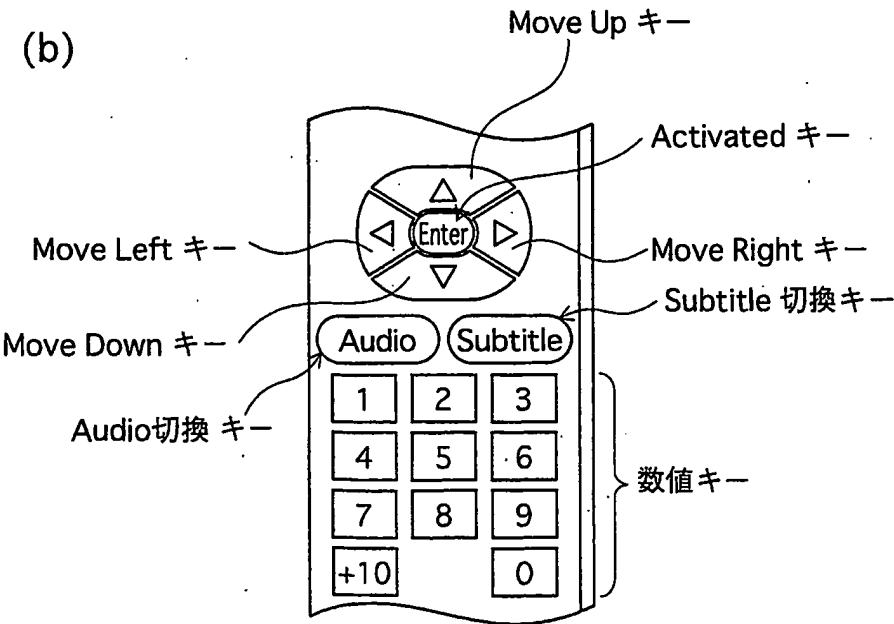 (b)
Move Up キー
Activated キー
Enter
Move Left キー
Move Right キー
Subtitle 切換キー
Move Down キー
Audio
Subtitle
Audio切換 キー
1 2 3
4 5 6
7 8 9
+10 0
数値キー